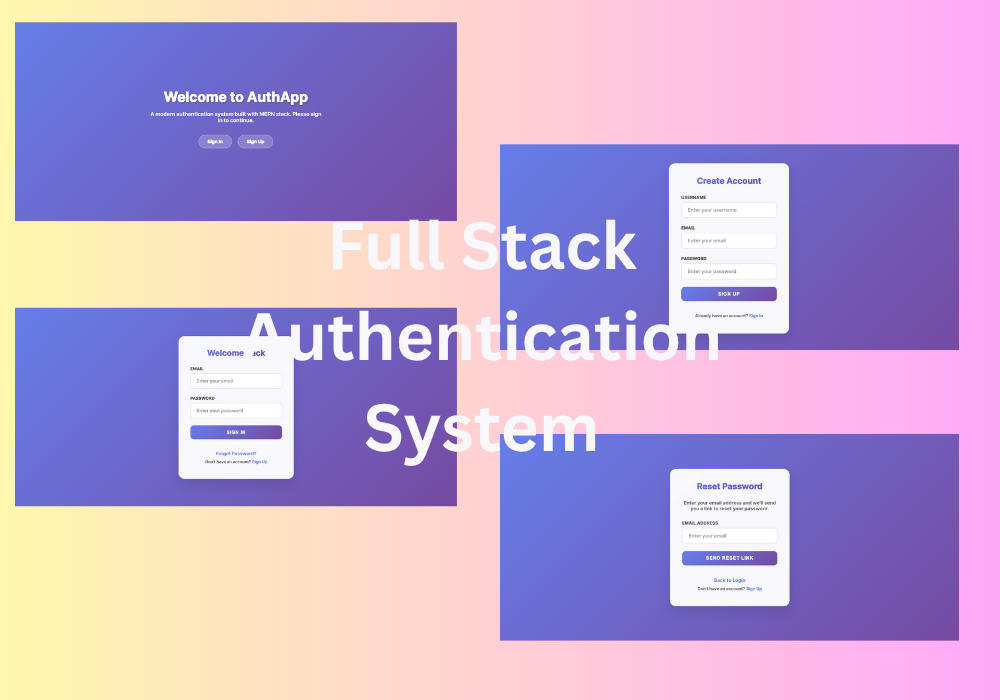 Welcome to AuthApp
A modern authentication system built with MERN stack. Please sign
in to continue.
Sign In
Sign Up
Full Stack
Authentication
System
Create Account
USERNAME
Enter your username
EMAIL
Enter your email
PASSWORD
Enter your password
SIGN UP
Already have an account? Sign In
Welcome ack
EMAIL
Enter your email
PASSWORD
Enter your password
SIGN IN
Forgot Password?
Don't have an account? Sign Up
Reset Password
Enter your email address and we'll send
you a link to reset your password.
EMAIL ADDRESS
Enter your email
SEND RESET LINK
Back to Login
Don't have an account? Sign Up